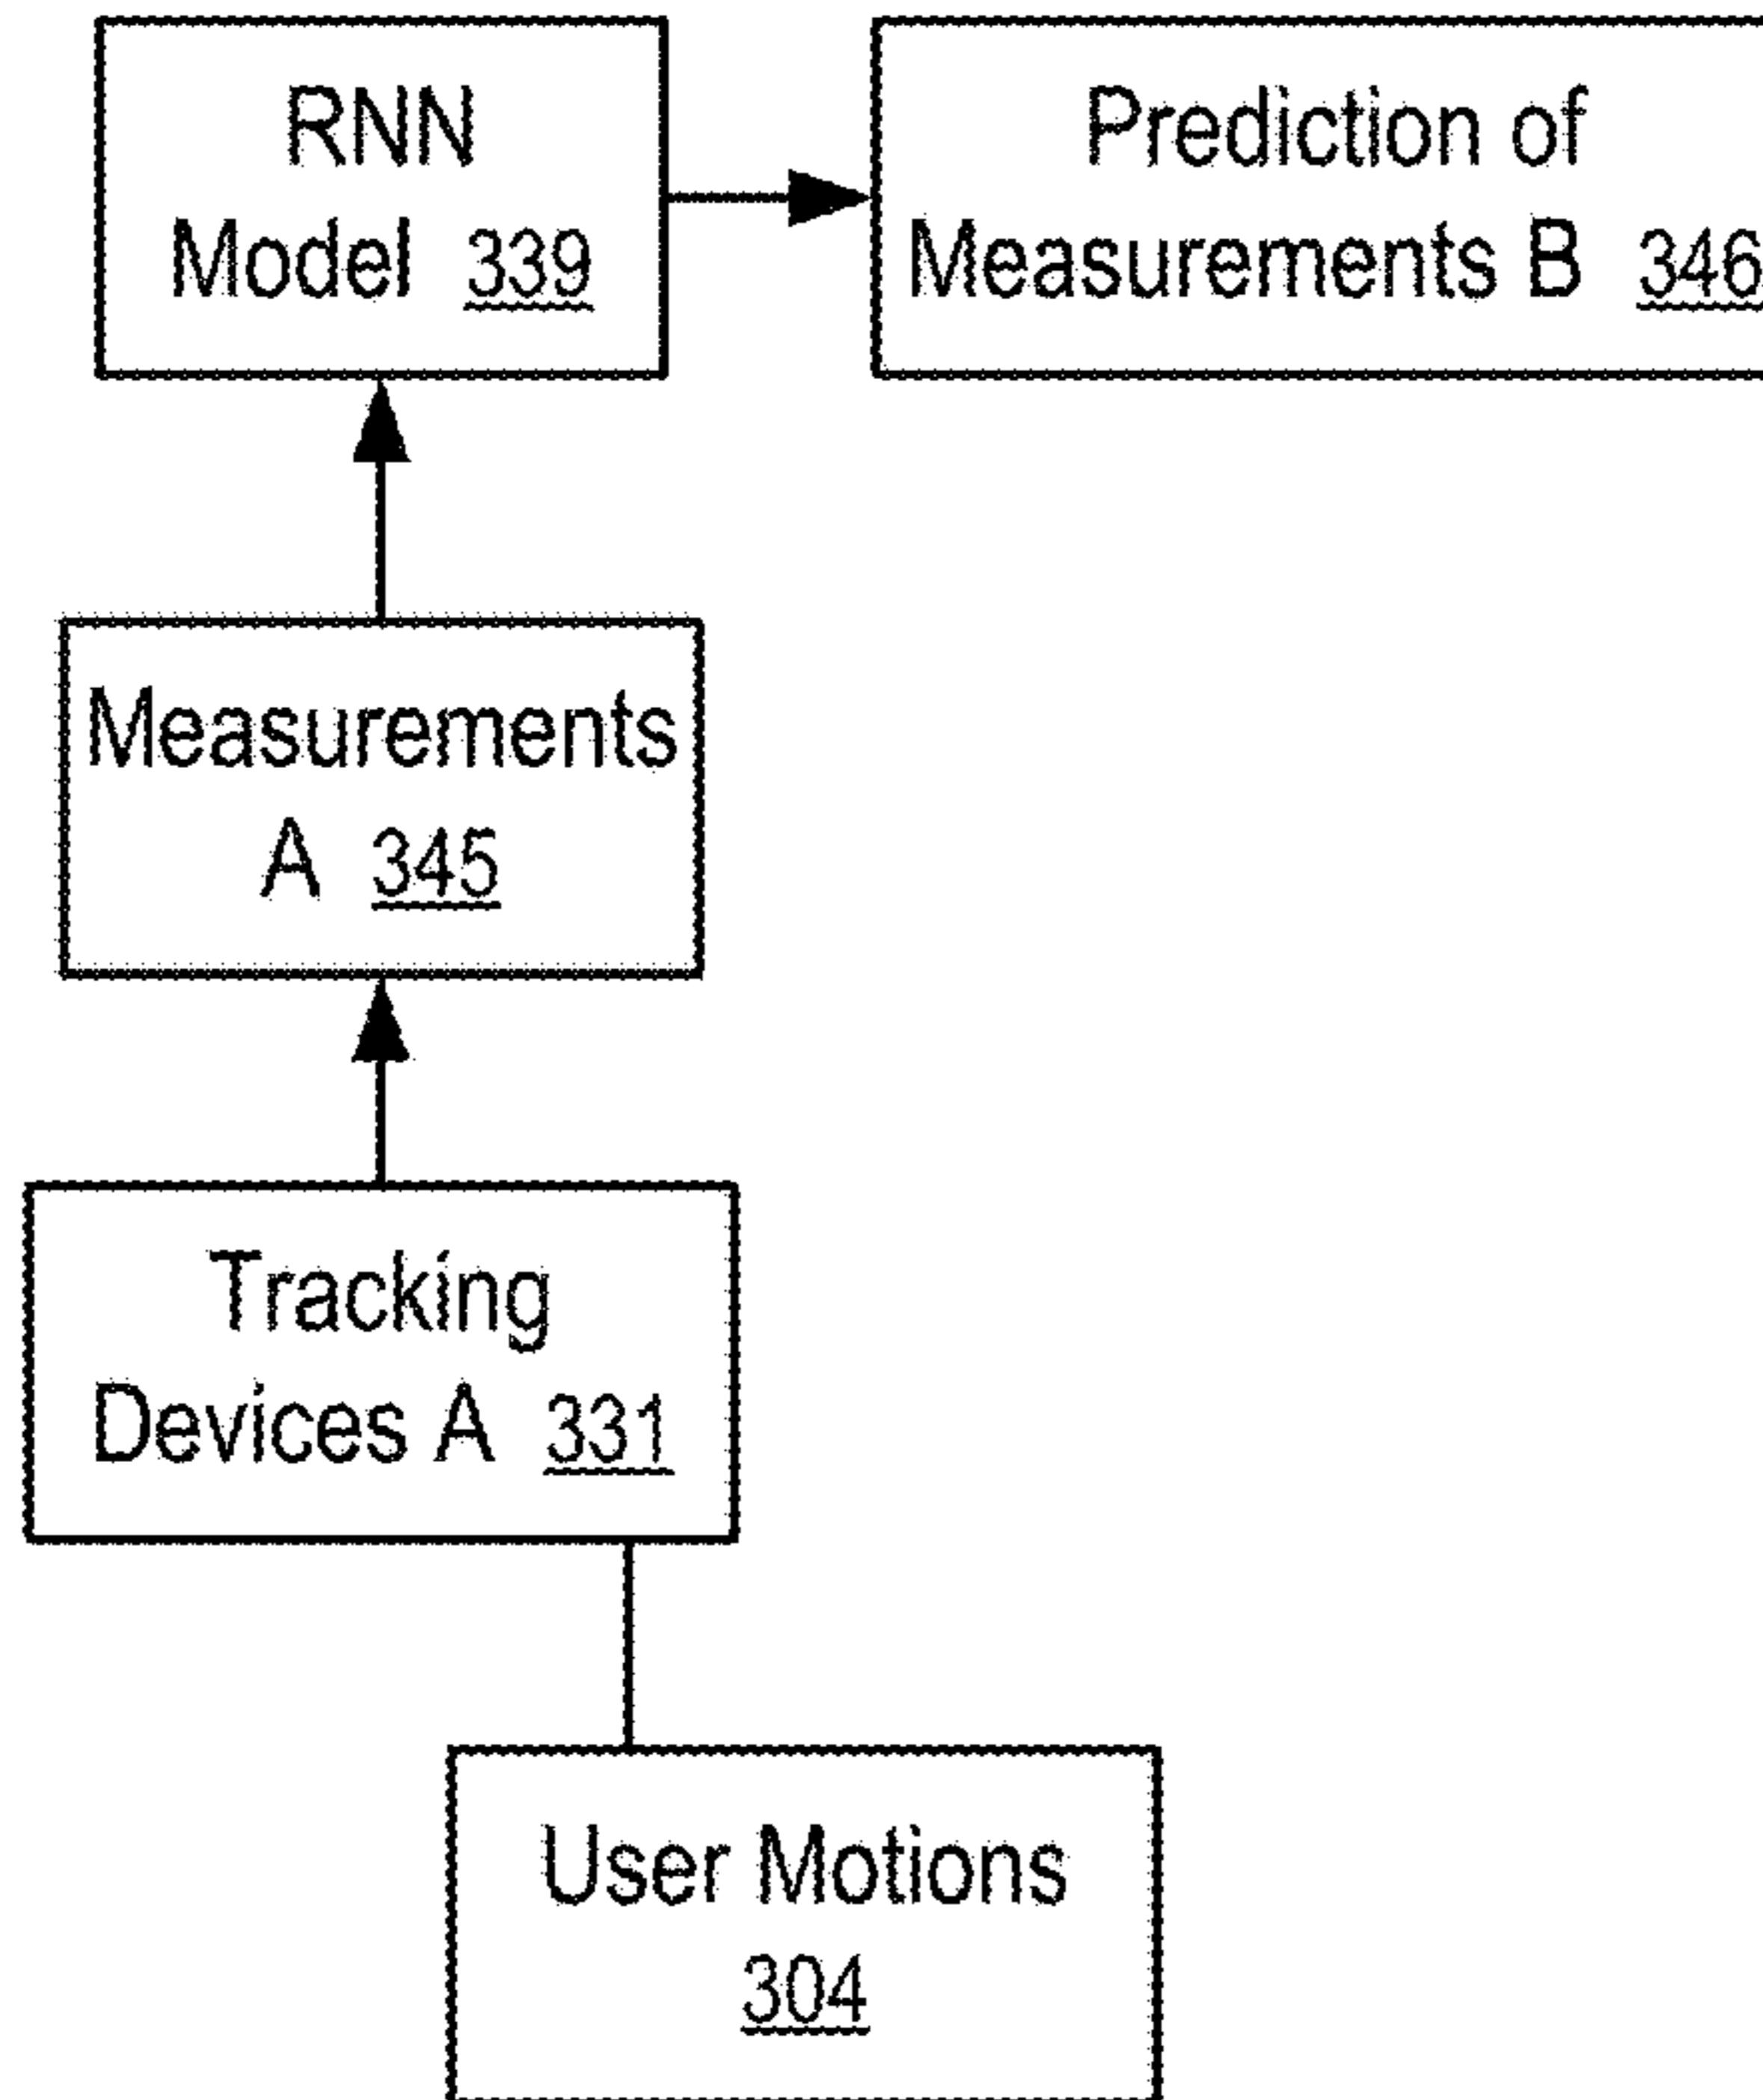 RNN
Model 339
Prediction of
Measurements B 346
Measurements
A 345
Tracking
Devices A 331
User Motions
304